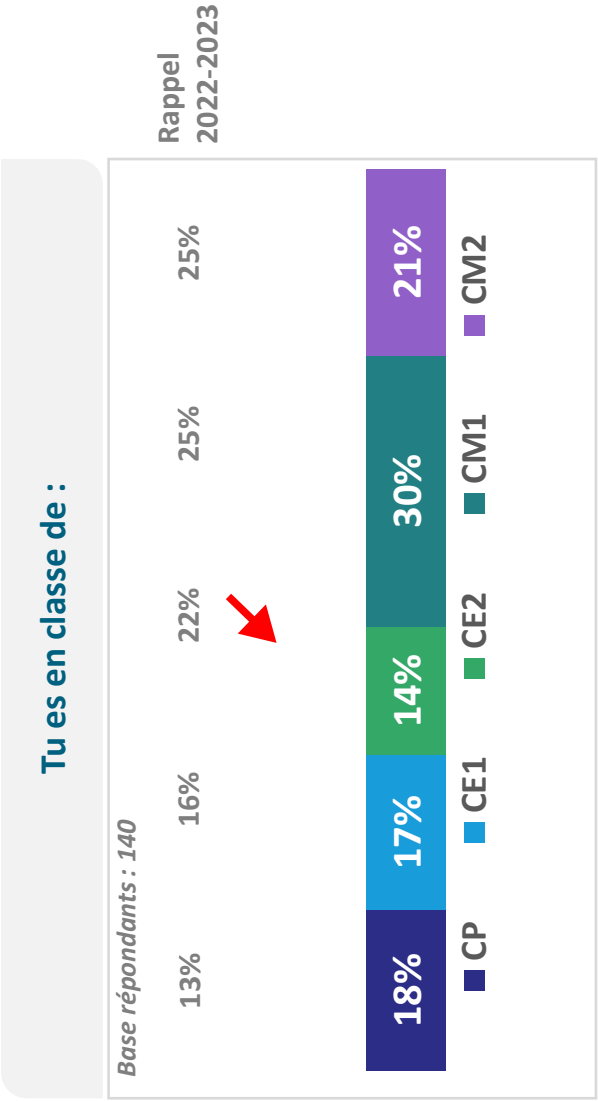 Tu es en classe de :
Rappel
2022-2023
Base répondants : 140
13% 16% 22% 25% 25%
18% 17% 14% 30% 21%
CP CE1 CE2 CM1 CM2